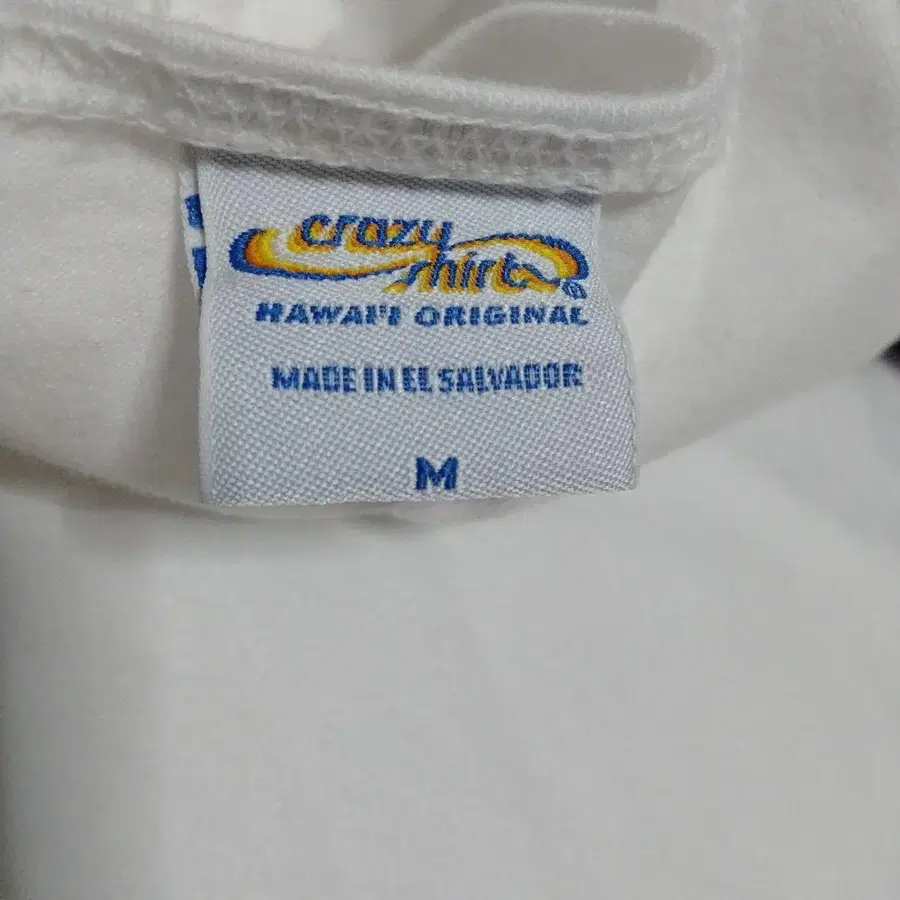 crazy
shirts®
HAWAI'I ORIGINAL
MADE IN EL SALVADOR
M